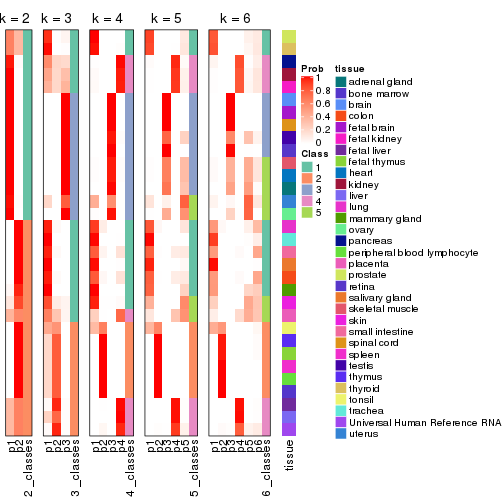 k = 2
k = 3
k = 4
k = 5
k = 6
p1
p2
2_classes
p1
p2
p3
3_classes
p1
p2
p3
p4
4_classes
p1
p2
p3
p4
p5
5_classes
p1
p2
p3
p4
p5
p6
6_classes
tissue
Prob
1
0.8
0.6
0.4
0.2
0
Class
1
2
3
4
5
tissue
adrenal gland
bone marrow
brain
colon
fetal brain
fetal kidney
fetal liver
fetal thymus
heart
kidney
liver
lung
mammary gland
ovary
pancreas
peripheral blood lymphocyte
placenta
prostate
retina
salivary gland
skeletal muscle
skin
small intestine
spinal cord
spleen
testis
thymus
thyroid
tonsil
trachea
Universal Human Reference RNA
uterus